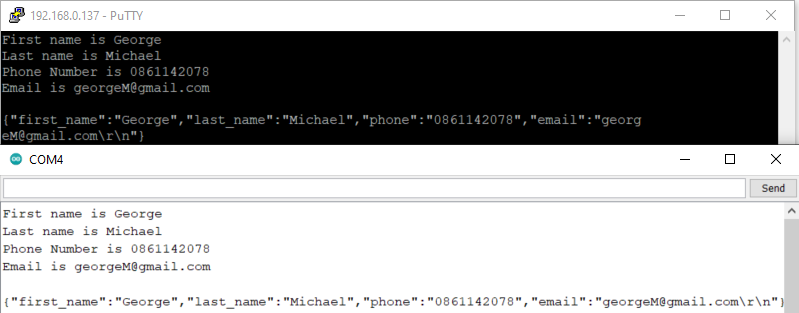 192.168.0.137 - PuTTY
First name is George
Last name is Michael
Phone Number is 0861142078
Email is georgeM@gmail.com
{"first_name":"George","last_name":"Michael","phone":"0861142078","email":"georg
eM@gmail.com\r\n"}
COM4
Send
First name is George
Last name is Michael
Phone Number is 0861142078
Email is georgeM@gmail.com
{"first_name":"George","last_name":"Michael","phone":"0861142078","email":"georgeM@gmail.com\r\n"}